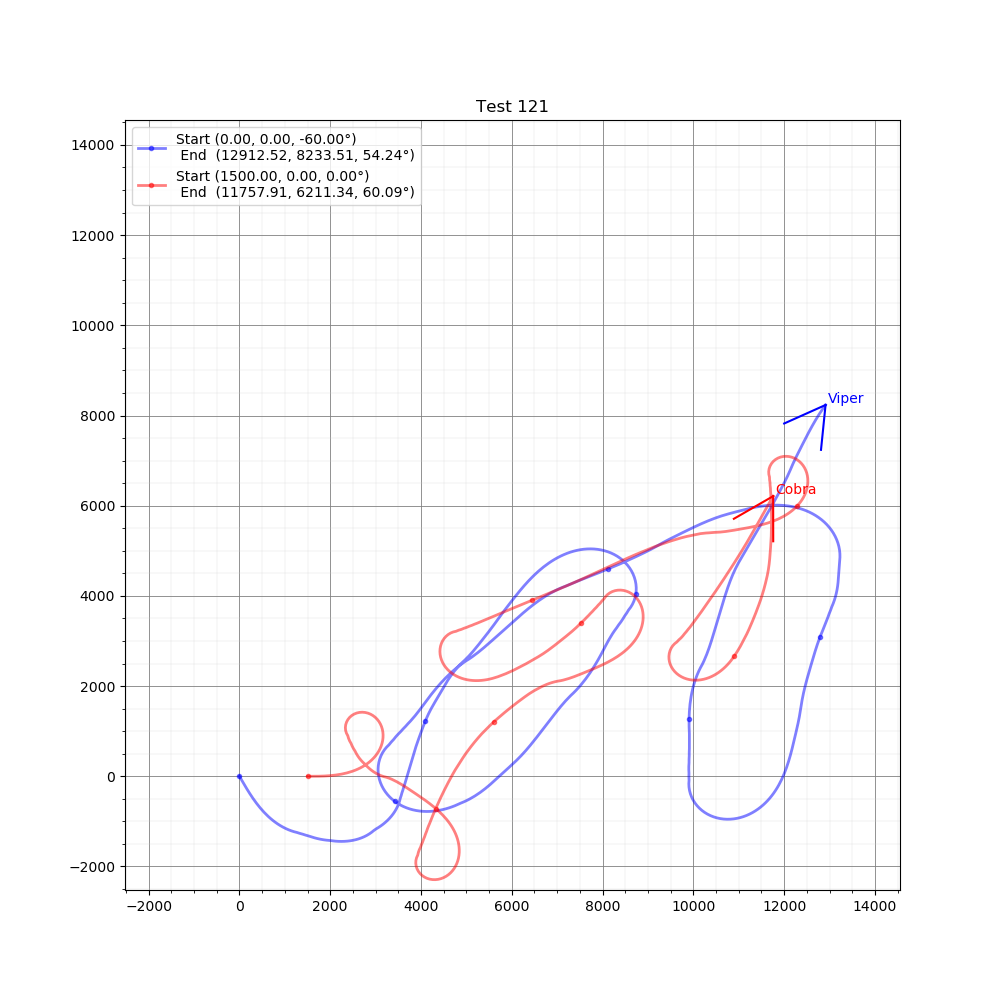 Test 121
Start (0.00, 0.00, -60.00°)
End (12912.52, 8233.51, 54.24°)
Start (1500.00, 0.00, 0.00°)
End (11757.91, 6211.34, 60.09°)
14000
12000
10000
8000
6000
4000
2000
0
−2000
Viper
Cobra
−2000 0 2000 4000 6000 8000 10000 12000 14000